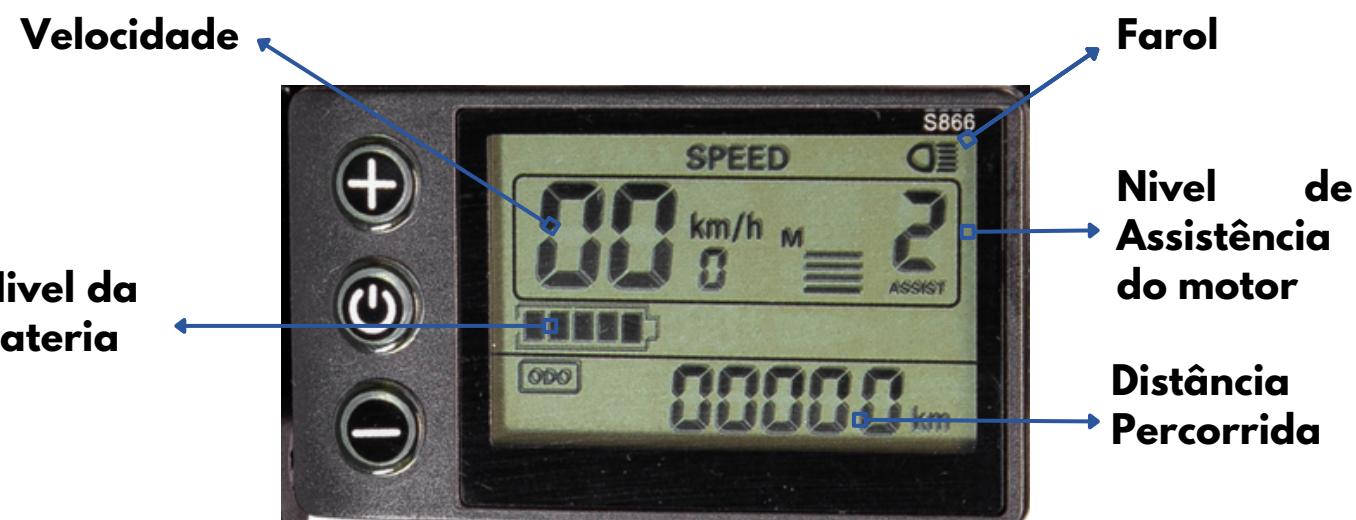 Velocidade
Farol
S866
SPEED
00 km/h
0
M
2
ASSIST
Nivel de
Assistência
do motor
ivel da
ateria
ODO
00000 km
Distância
Percorrida